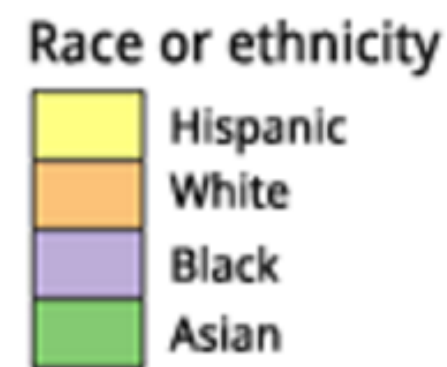 Race or ethnicity
Hispanic
White
Black
Asian